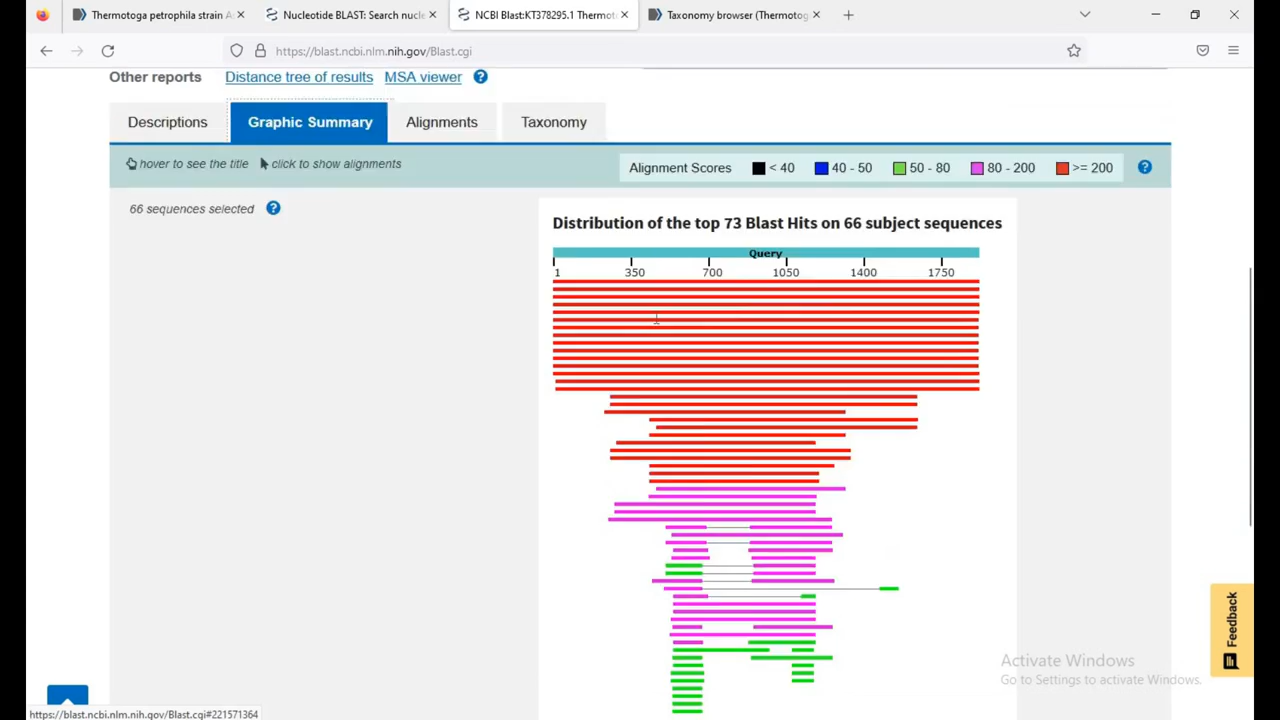 Thermotoga petrophila strain A
Nucleotide BLAST: Search nucle
NCBI Blast:KT378295.1 Thermot
Taxonomy browser (Thermotog
https://blast.ncbi.nlm.nih.gov/Blast.cgi
Other reports Distance tree of results MSA viewer ?
Descriptions Graphic Summary Alignments Taxonomy
hover to see the title click to show alignments Alignment Scores < 40 40 - 50 50 - 80 80 - 200 >= 200 ?
66 sequences selected ?
Distribution of the top 73 Blast Hits on 66 subject sequences
Query
1 350 700 1050 1400 1750
Feedback
Activate Windows
Go to Settings to activate Windows.
https://blast.ncbi.nlm.nih.gov/Blast.cgi#221571364